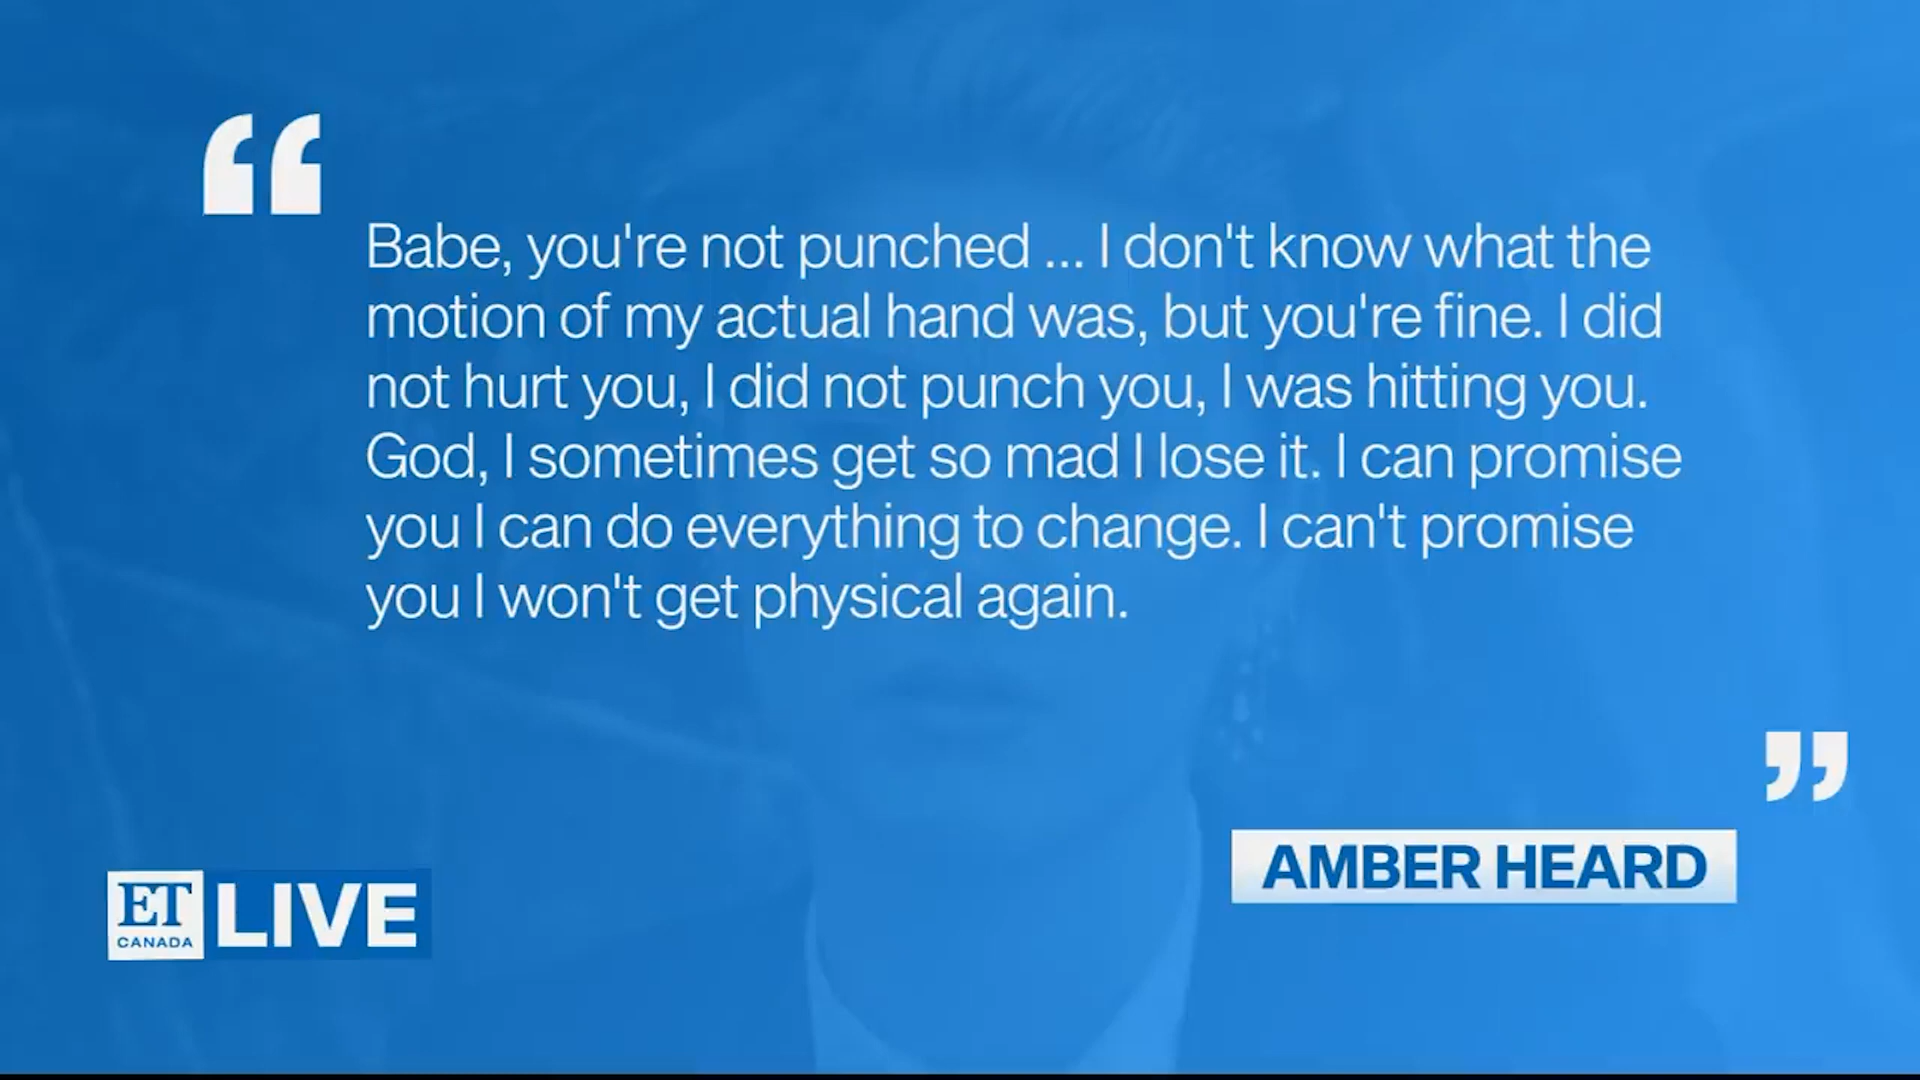 “
Babe, you're not punched ... I don't know what the
motion of my actual hand was, but you're fine. I did
not hurt you, I did not punch you, I was hitting you.
God, I sometimes get so mad I lose it. I can promise
you I can do everything to change. I can't promise
you I won't get physical again.
”
AMBER HEARD
ET
CANADA
LIVE